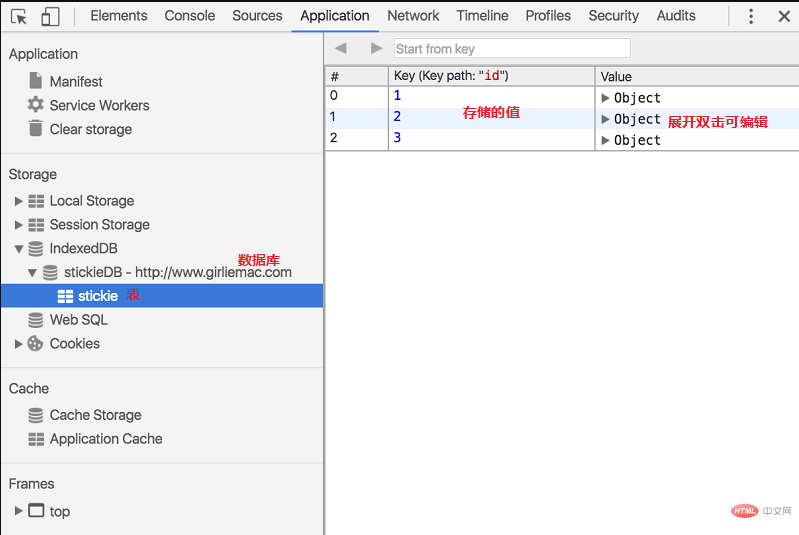 Elements Console Sources Application Network Timeline Profiles Security Audits
Application
Manifest
Service Workers
Clear storage
Storage
Local Storage
Session Storage
IndexedDB
数据库
stickieDB - http://www.girliemac.com
stickie 表
Web SQL
Cookies
Cache
Cache Storage
Application Cache
Frames
top
Start from key
# Key (Key path: "id") Value
0 1 Object
存储的值
1 2 Object 展开双击可编辑
2 3 Object
HTML 中文网